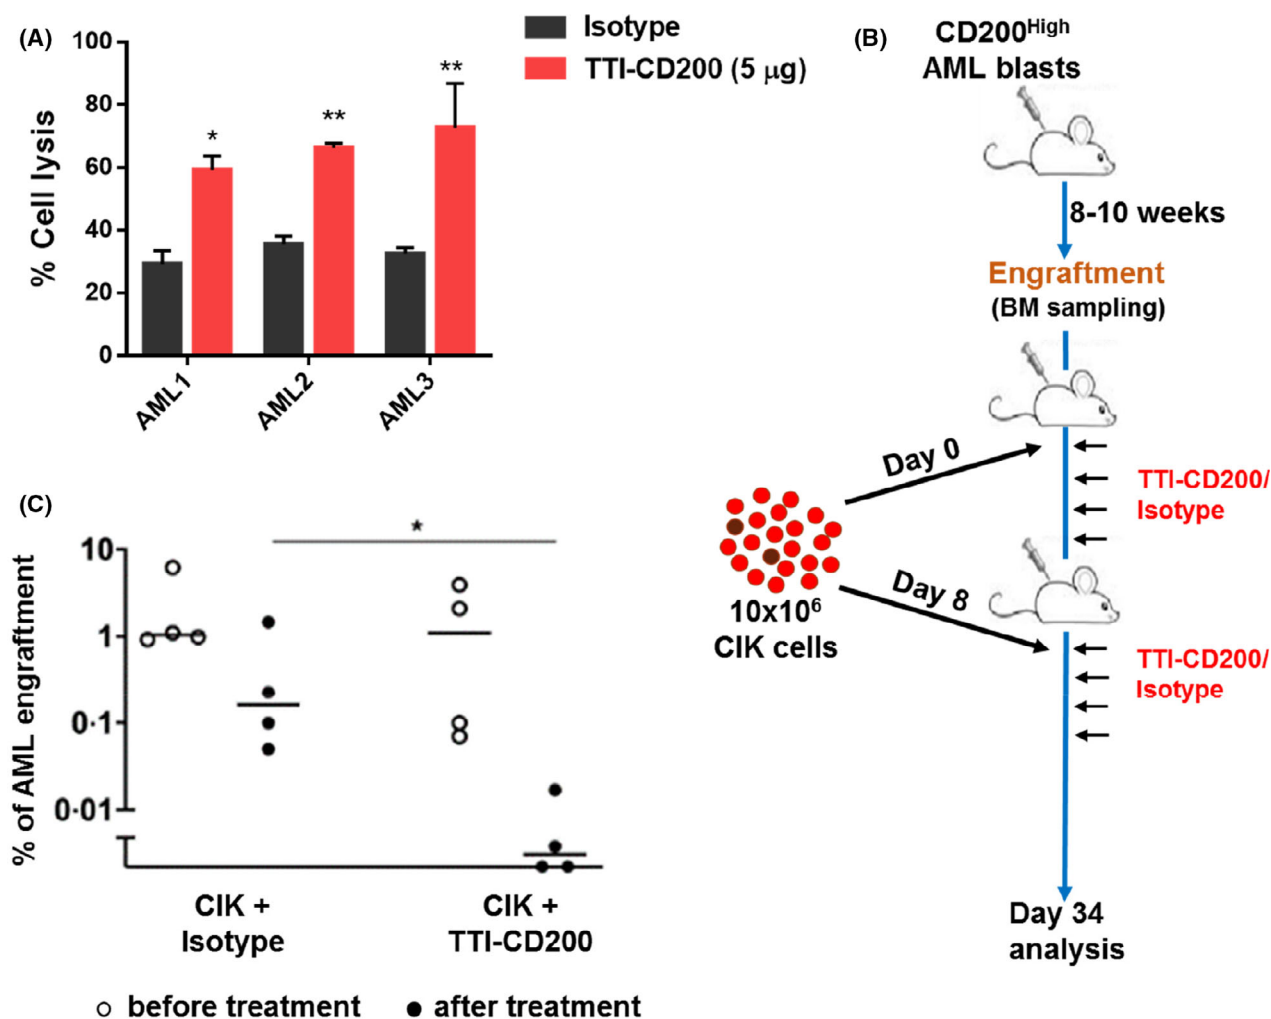 (A)
Isotype
TTI-CD200 (5 μg)
% Cell lysis
100
80
60
40
20
0
*
**
**
AML1
AML2
AML3
(B)
CD200High
AML blasts
8-10 weeks
Engraftment
(BM sampling)
Day 0
TTI-CD200/
Isotype
10x10⁶
CIK cells
Day 8
TTI-CD200/
Isotype
Day 34
analysis
(C)
% of AML engraftment
10
1
0·1
0·01
*
CIK +
Isotype
CIK +
TTI-CD200
before treatment
after treatment